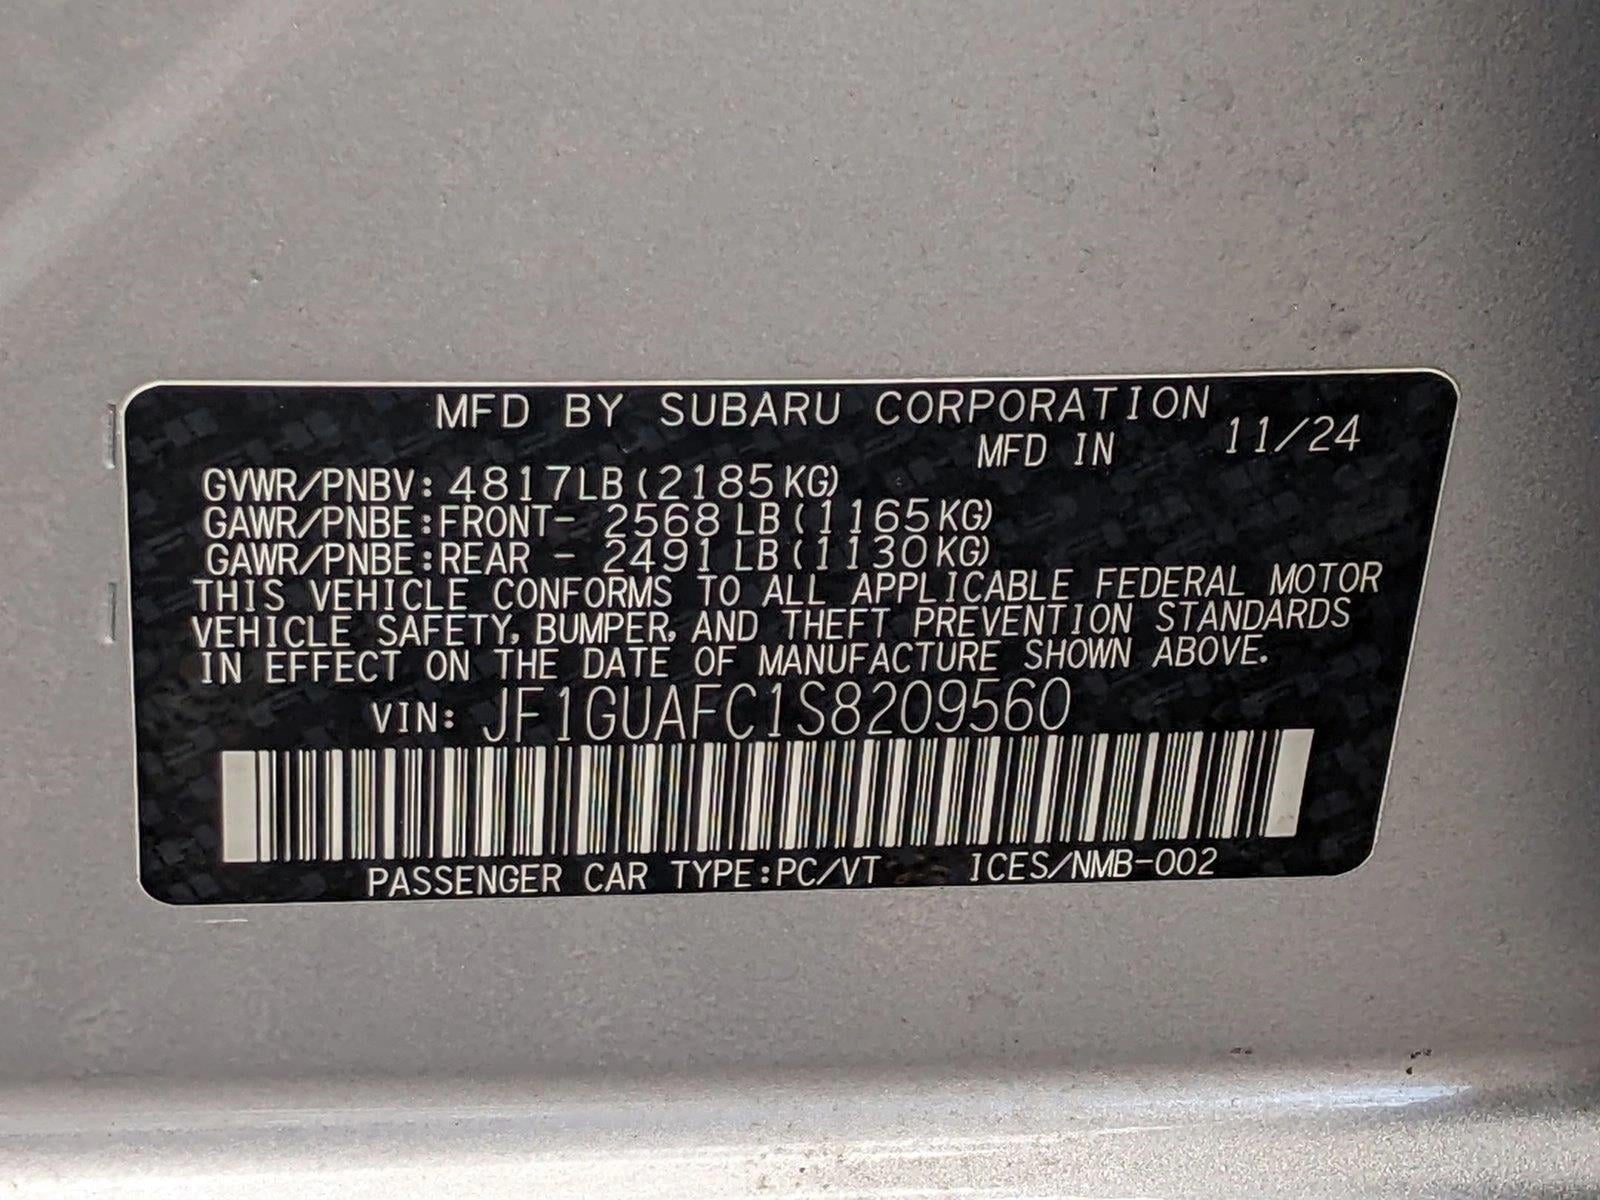 MFD BY SUBARU CORPORATION
MFD IN 11/24
GVWR/PNBV: 4817LB(2185KG)
GAWR/PNBE:FRONT- 2568 LB(1165KG)
GAWR/PNBE:REAR - 2491 LB(1130KG)
THIS VEHICLE CONFORMS TO ALL APPLICABLE FEDERAL MOTOR
VEHICLE SAFETY, BUMPER, AND THEFT PREVENTION STANDARDS
IN EFFECT ON THE DATE OF MANUFACTURE SHOWN ABOVE.
VIN: JF1GUAFC1S8209560
PASSENGER CAR TYPE:PC/VT ICES/NMB-002